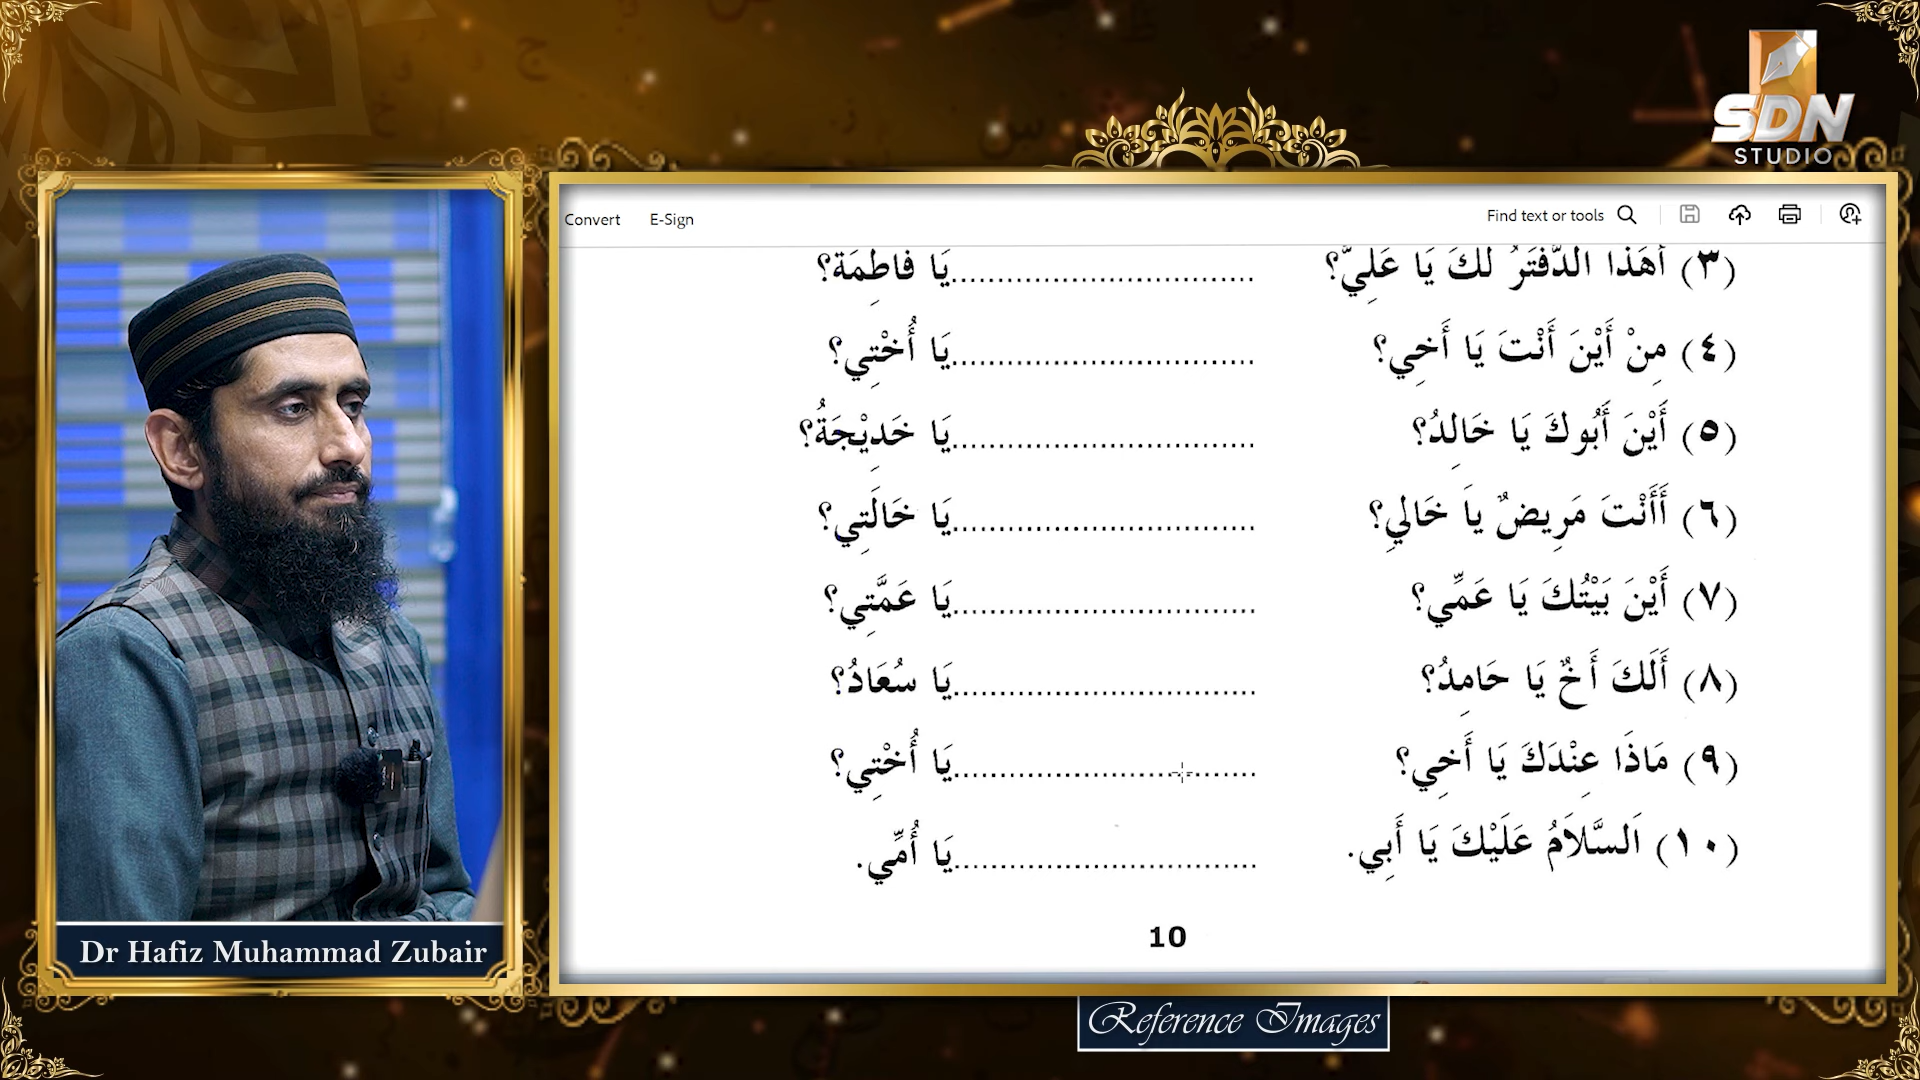 SDN
STUDIO
Convert E-Sign Find text or tools
(٣) أَهَذَا الدَّفْتَرُ لَكَ يَا عَلِيُّ؟ ..............................يَا فَاطِمَة؟
(٤) مِنْ أَيْنَ أَنْتَ يَا أَخِي؟ ..............................يَا أُخْتِي؟
(٥) أَيْنَ أَبُوكَ يَا خَالِدُ؟ ..............................يَا خَدِيْجَةُ؟
(٦) أَأَنْتَ مَرِيضٌ يَا خَالِي؟ ..............................يَا خَالَتِي؟
(٧) أَيْنَ بَيْتُكَ يَا عَمِّي؟ ..............................يَا عَمَّتِي؟
(٨) أَلَكَ أَخٌ يَا حَامِدُ؟ ..............................يَا سُعَادُ؟
(٩) مَاذَا عِنْدَكَ يَا أَخِي؟ ..............................يَا أُخْتِي؟
(١٠) اَلسَّلاَمُ عَلَيْكَ يَا أَبِي. ..............................يَا أُمِّي.
10
Dr Hafiz Muhammad Zubair
Reference Images